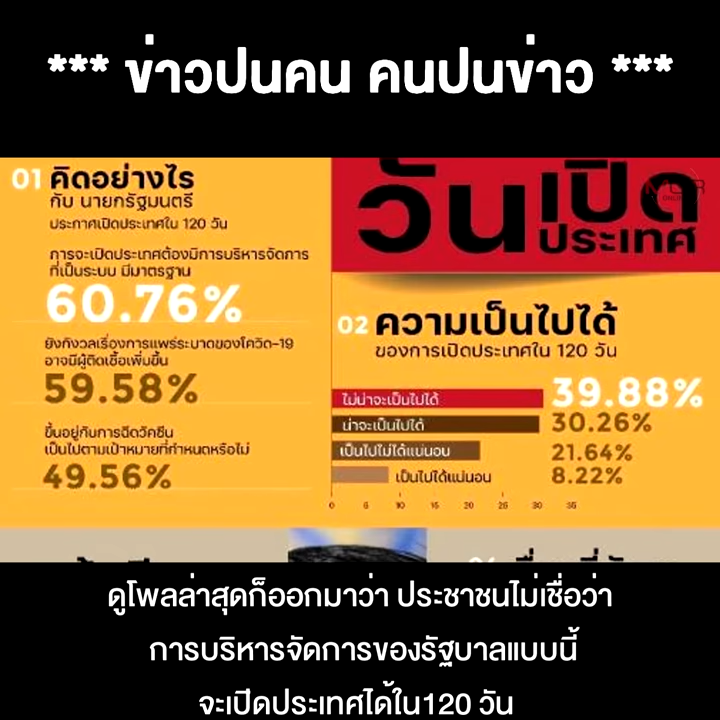 *** ข่าวปนคน คนปนข่าว ***
01 คิดอย่างไร
กับ นายกรัฐมนตรี
ประกาศเปิดประเทศใน 120 วัน
การจะเปิดประเทศต้องมีการบริหารจัดการ
ที่เป็นระบบ มีมาตรฐาน
60.76%
ยังกังวลเรื่องการแพร่ระบาดของโควิด-19
อาจมีผู้ติดเชื้อเพิ่มขึ้น
59.58%
ขึ้นอยู่กับการฉีดวัคซีน
เป็นไปตามเป้าหมายที่กำหนดหรือไม่
49.56%
วันเปิด
ประเทศ
02 ความเป็นไปได้
ของการเปิดประเทศใน 120 วัน
ไม่น่าจะเป็นไปได้ 39.88%
น่าจะเป็นไปได้ 30.26%
เป็นไปไม่ได้แน่นอน 21.64%
เป็นไปได้แน่นอน 8.22%
0 5 10 15 20 25 30 35
ดูโพลล่าสุดก็ออกมาว่า ประชาชนไม่เชื่อว่า
การบริหารจัดการของรัฐบาลแบบนี้
จะเปิดประเทศได้ใน120 วัน